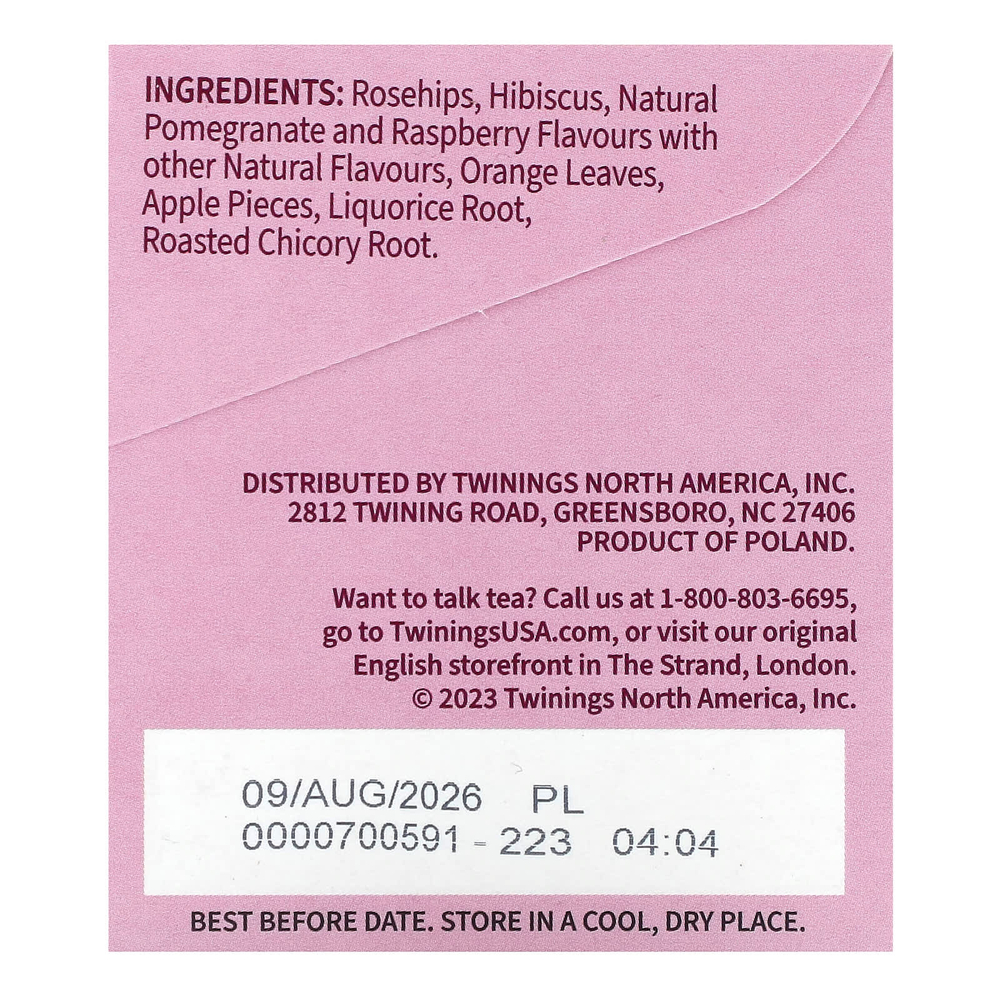 INGREDIENTS: Rosehips, Hibiscus, Natural
Pomegranate and Raspberry Flavours with
other Natural Flavours, Orange Leaves,
Apple Pieces, Liquorice Root,
Roasted Chicory Root.
DISTRIBUTED BY TWININGS NORTH AMERICA, INC.
2812 TWINING ROAD, GREENSBORO, NC 27406
PRODUCT OF POLAND.
Want to talk tea? Call us at 1-800-803-6695,
go to TwiningsUSA.com, or visit our original
English storefront in The Strand, London.
© 2023 Twinings North America, Inc.
09/AUG/2026 PL
0000700591 - 223 04:04
BEST BEFORE DATE. STORE IN A COOL, DRY PLACE.